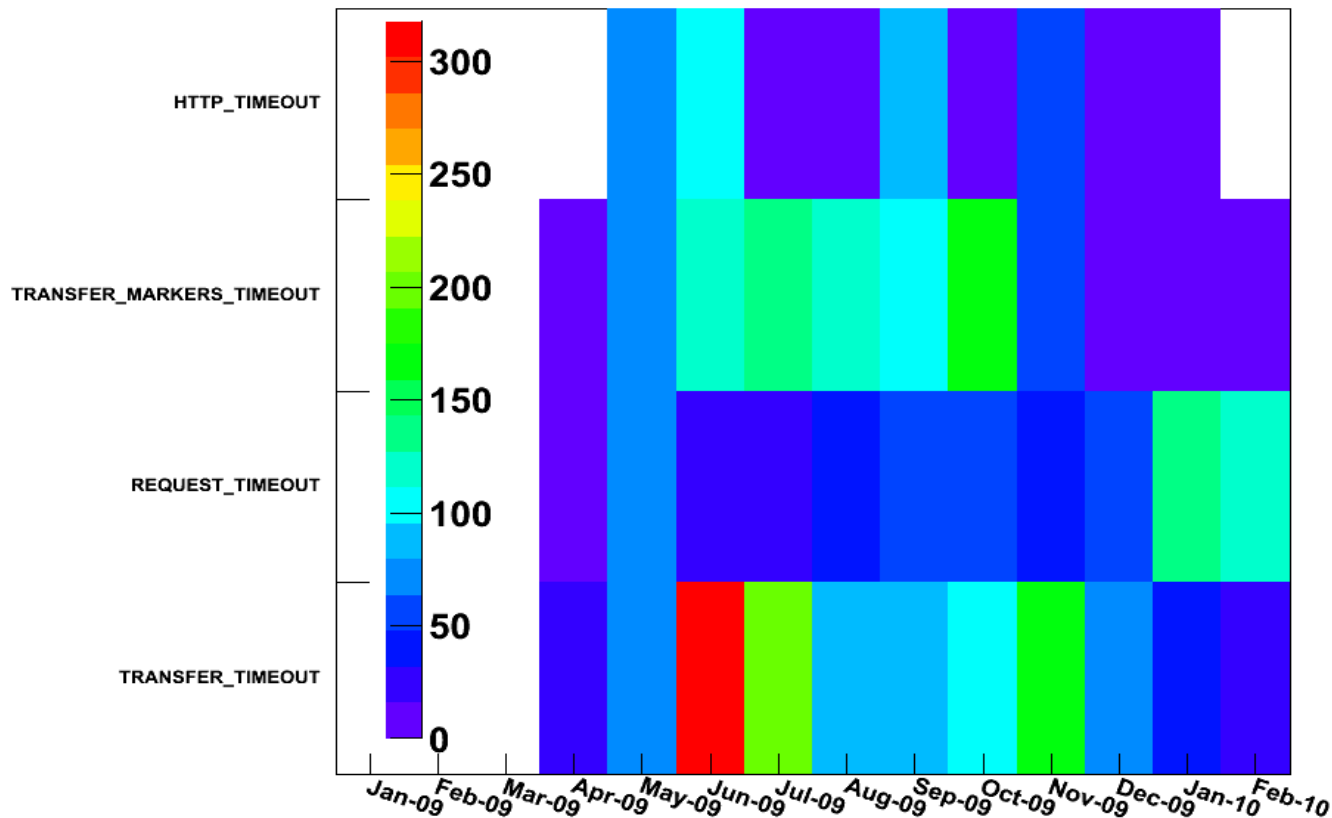 HTTP_TIMEOUT
TRANSFER_MARKERS_TIMEOUT
REQUEST_TIMEOUT
TRANSFER_TIMEOUT
300
250
200
150
100
50
0
Jan-09
Feb-09
Mar-09
Apr-09
May-09
Jun-09
Jul-09
Aug-09
Sep-09
Oct-09
Nov-09
Dec-09
Jan-10
Feb-10